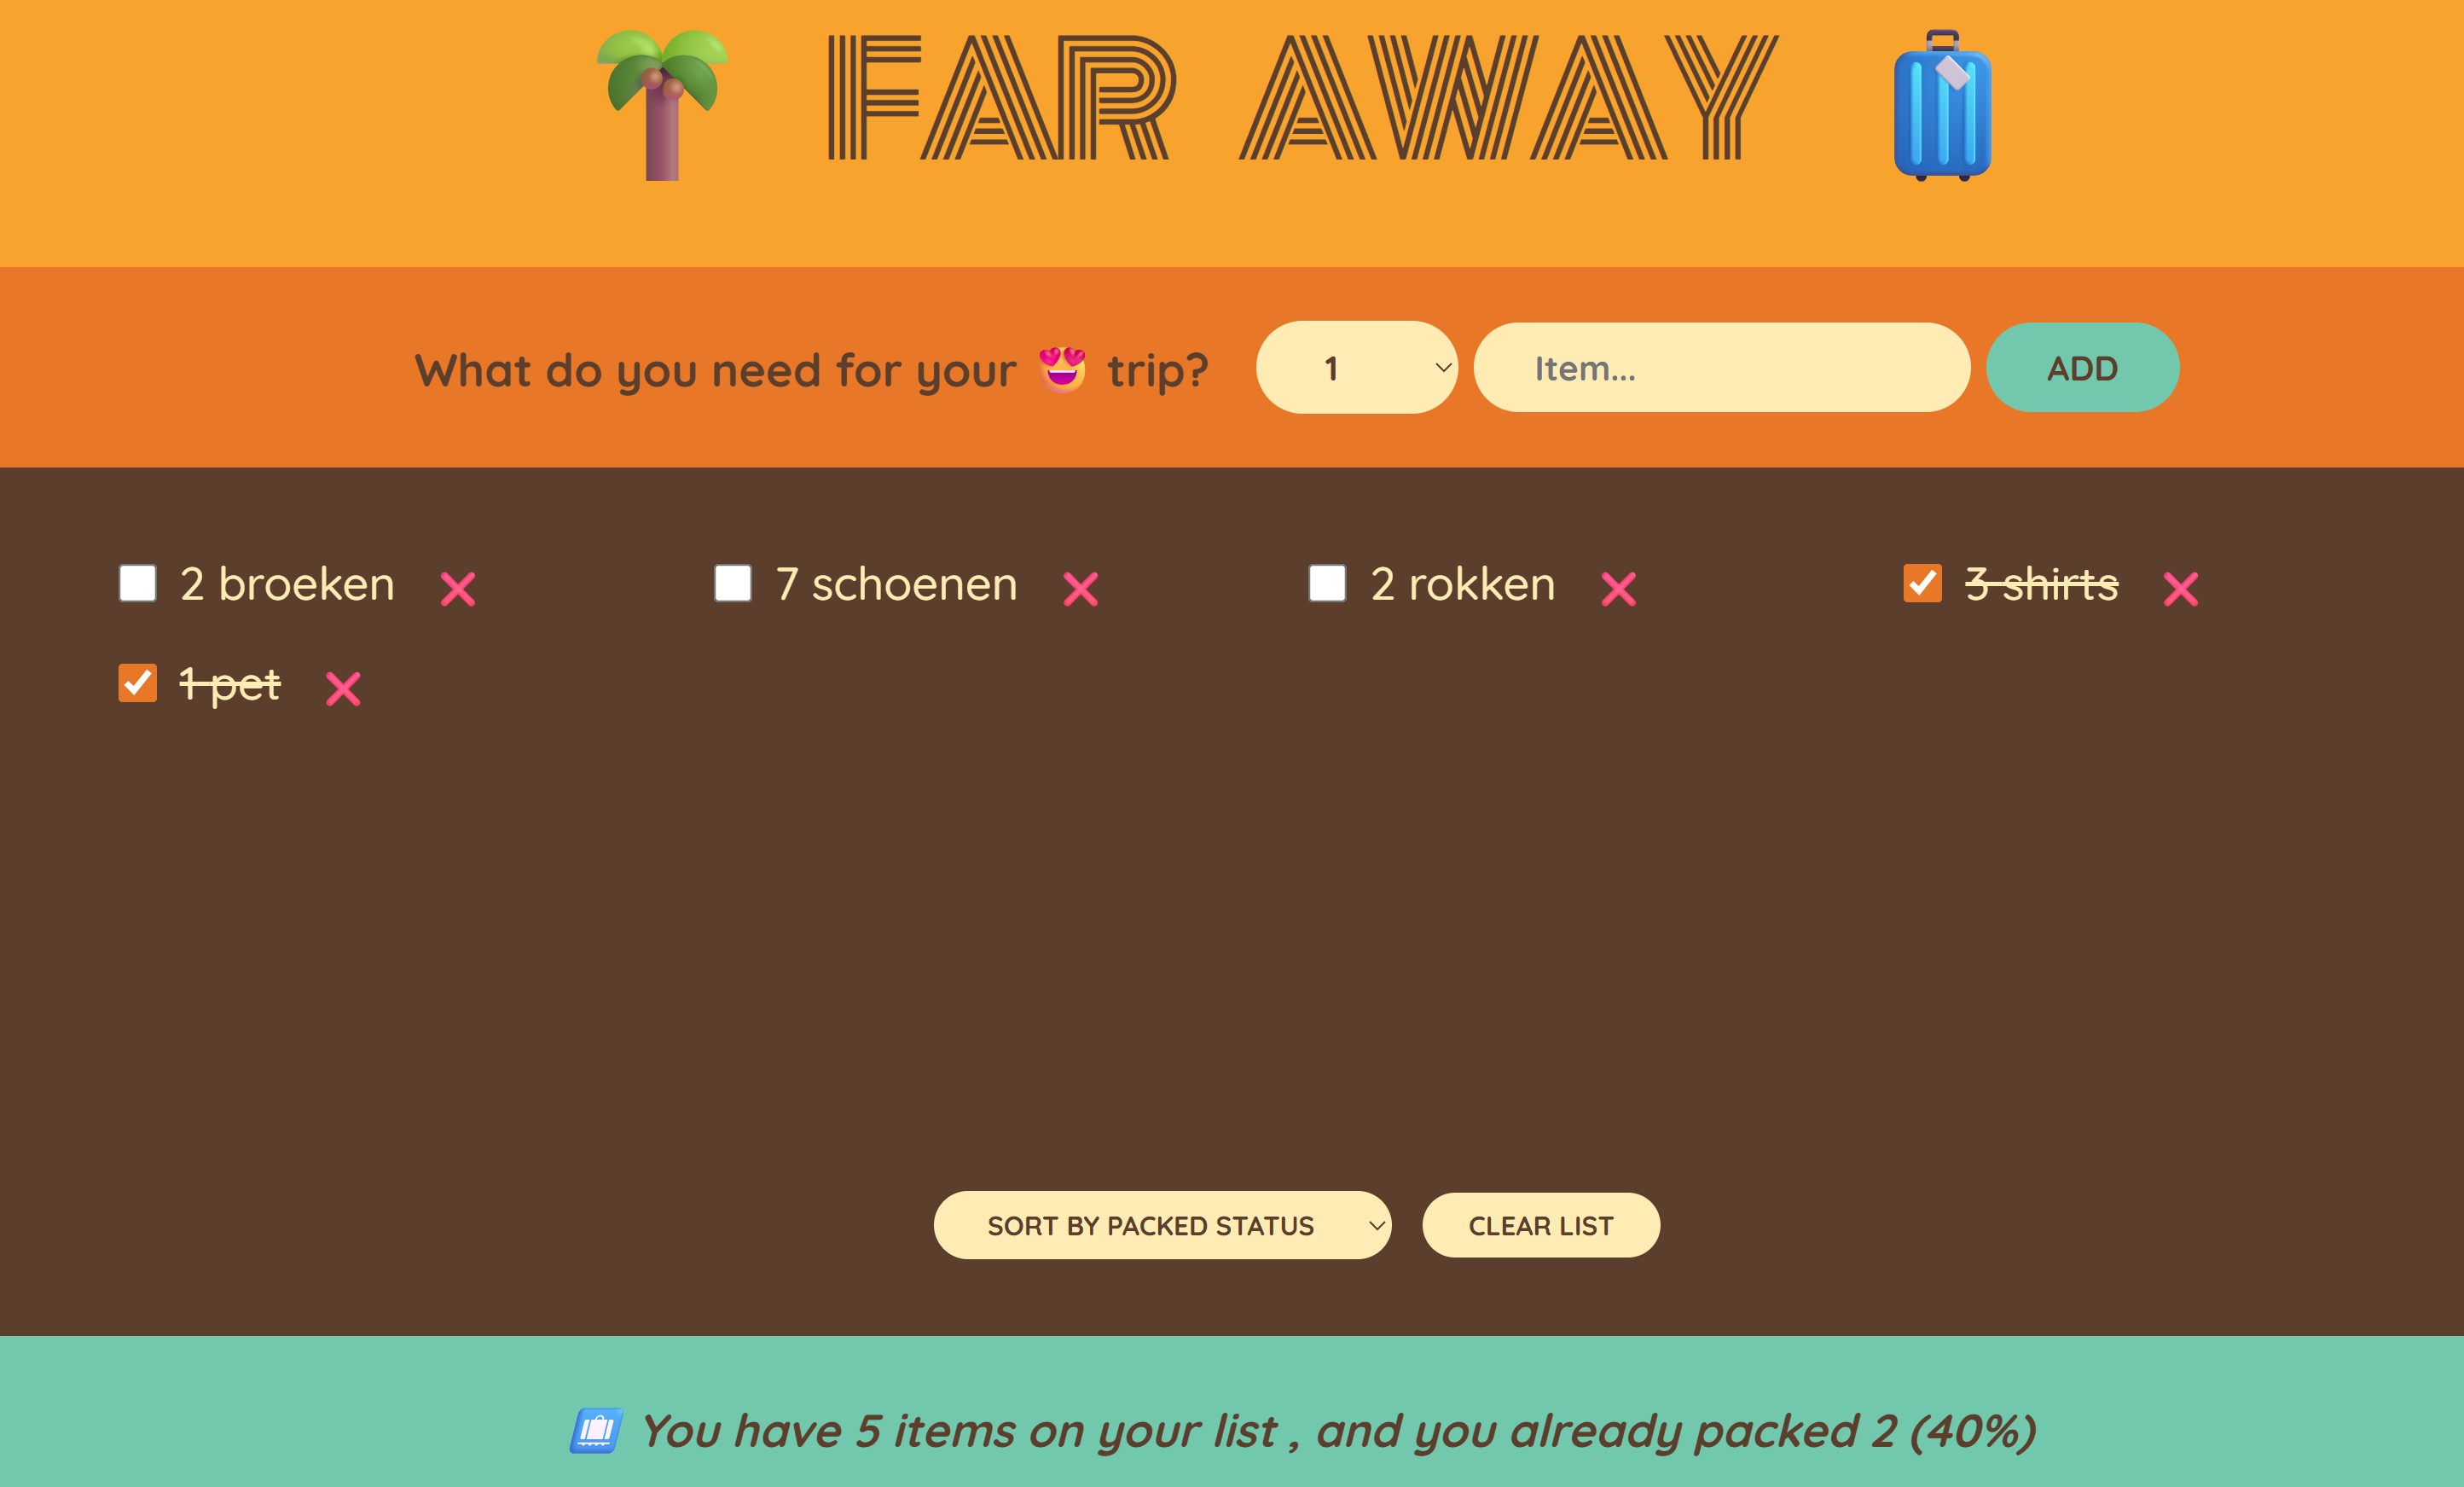 FAR AWAY
What do you need for your 😍 trip?
1
Item...
ADD
2 broeken
7 schoenen
2 rokken
3 shirts
1 pet
SORT BY PACKED STATUS
CLEAR LIST
You have 5 items on your list , and you already packed 2 (40%)